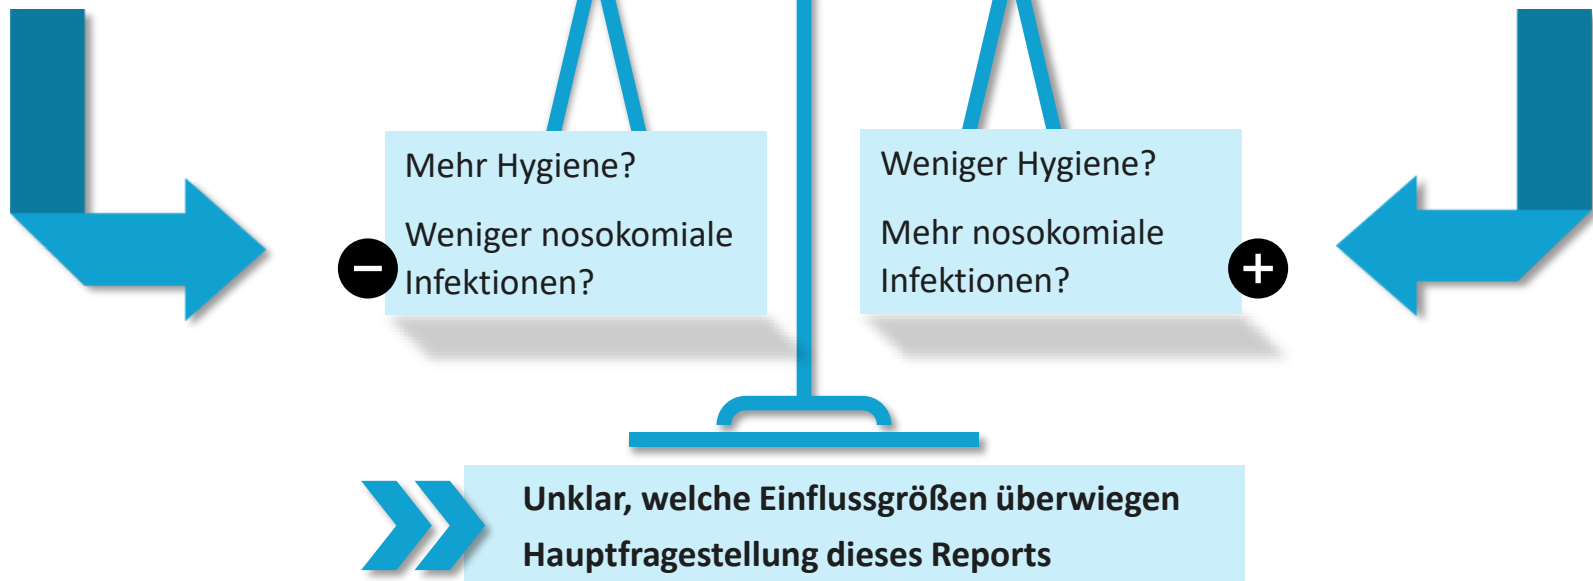 Mehr Hygiene?
Weniger nosokomiale
Infektionen?
−
Weniger Hygiene?
Mehr nosokomiale
Infektionen?
+
Unklar, welche Einflussgrößen überwiegen
Hauptfragestellung dieses Reports